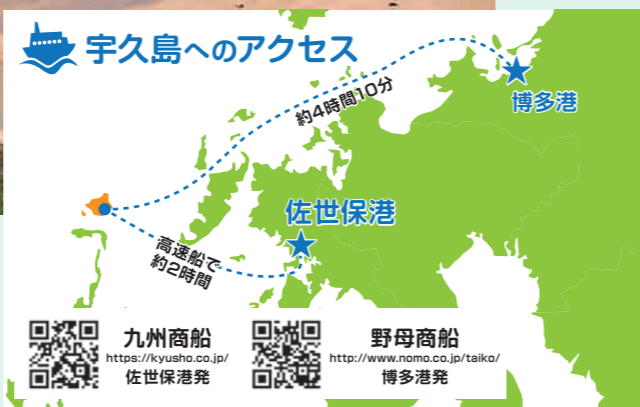 宇久島へのアクセス
約4時間10分
博多港
佐世保港
高速船で
約2時間
九州商船
https://kyusho.co.jp/
佐世保港発
野母商船
http://www.nomo.co.jp/taiko/
博多港発